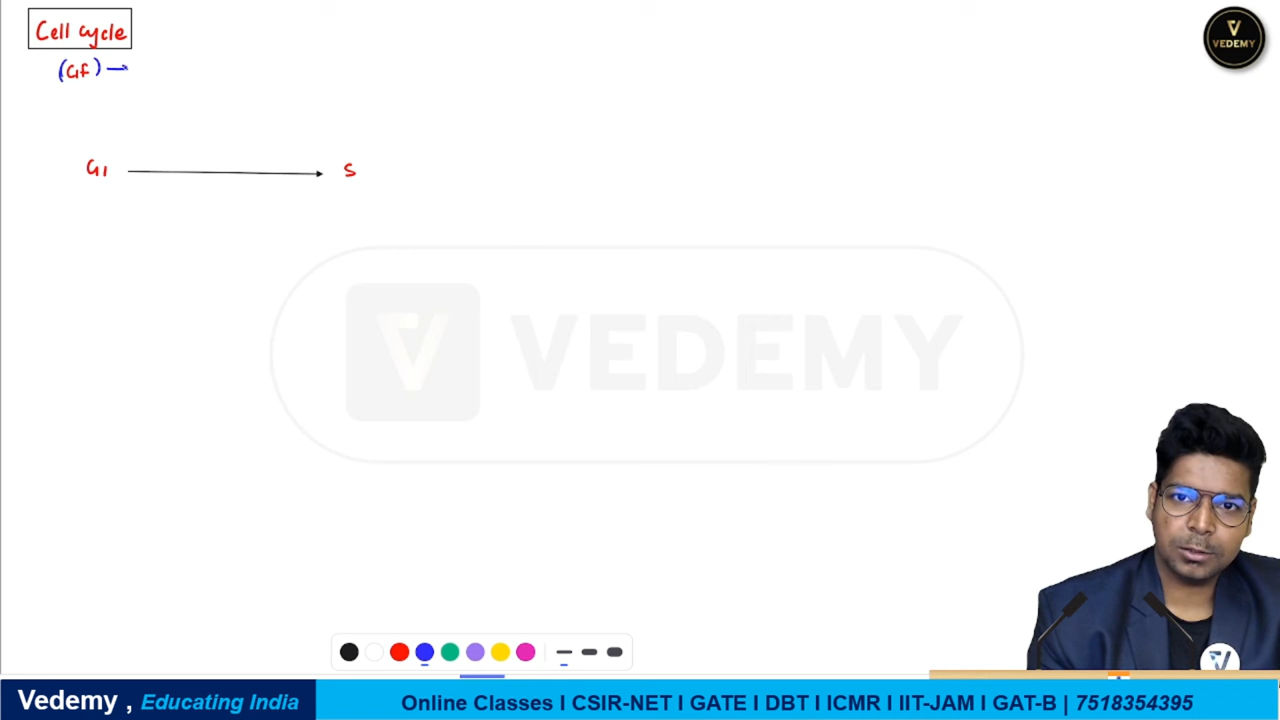 Cell cycle
VEDEMY
(GF) →
G1 → S
VEDEMY
Vedemy , Educating India
Online Classes I CSIR-NET I GATE I DBT I ICMR I IIT-JAM I GAT-B | 7518354395